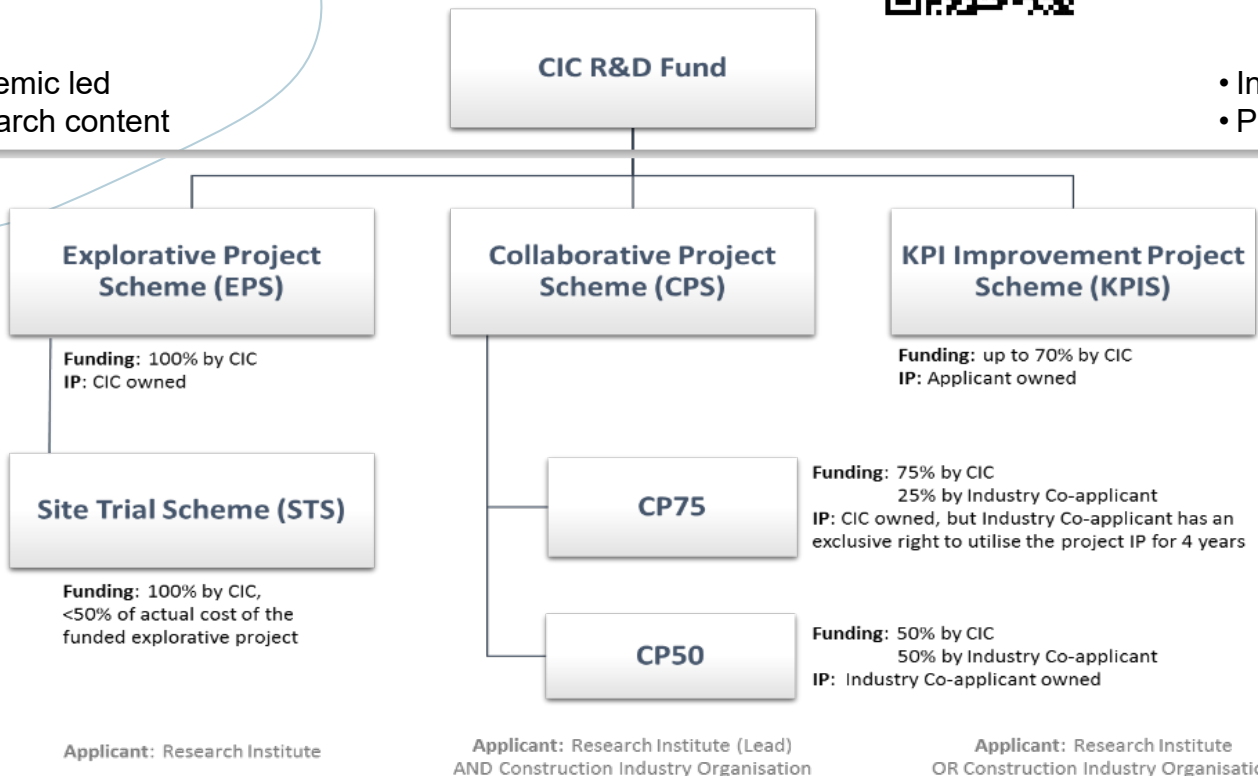 CIC R&D Fund
emic led
arch content
• In
• P
Explorative Project
Scheme (EPS)
Funding: 100% by CIC
IP: CIC owned
Site Trial Scheme (STS)
Funding: 100% by CIC,
<50% of actual cost of the
funded explorative project
Applicant: Research Institute
Collaborative Project
Scheme (CPS)
CP75
Funding: 75% by CIC
25% by Industry Co-applicant
IP: CIC owned, but Industry Co-applicant has an
exclusive right to utilise the project IP for 4 years
CP50
Funding: 50% by CIC
50% by Industry Co-applicant
IP: Industry Co-applicant owned
Applicant: Research Institute (Lead)
AND Construction Industry Organisation
KPI Improvement Project
Scheme (KPIS)
Funding: up to 70% by CIC
IP: Applicant owned
Applicant: Research Institute
OR Construction Industry Organisatio